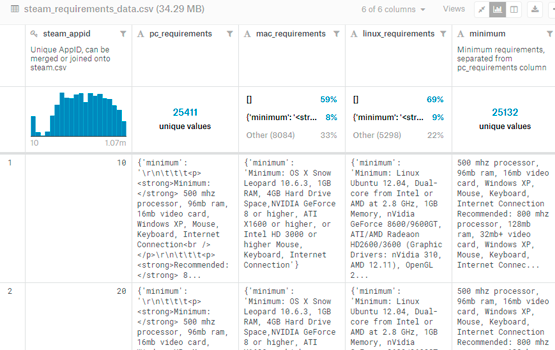 steam_requirements_data.csv (34.29 MB)
6 of 6 columns
Views
steam_appid
A pc_requirements
A mac_requirements
A linux_requirements
A minimum
Unique AppID, can be
merged or joined onto
steam.csv
Minimum requirements,
separated from
pc_requirements column
10
1.07m
25411
unique values
[]
59%
{'minimum': '<str...
8%
Other (8084)
33%
[]
69%
{'minimum': '<str...
9%
Other (5298)
22%
25132
unique values
1
10
{'minimum':
'\r\n\t\t\t<p>
<strong>Minimum:
</strong> 500 mhz
processor, 96mb ram,
16mb video card,
Windows XP, Mouse,
Keyboard, Internet
Connection<br />
</p>\r\n\t\t\t<p>
<strong>Recommended:
</strong> 8...
{'minimum':
'Minimum: OS X Snow
Leopard 10.6.3, 1GB
RAM, 4GB Hard Drive
Space,NVIDIA GeForce
8 or higher, ATI
X1600 or higher, or
Intel HD 3000 or
higher Mouse,
Keyboard, Internet
Connection'}
{'minimum':
'Minimum: Linux
Ubuntu 12.04, Dual-
core from Intel or
AMD at 2.8 GHz, 1GB
Memory, nVidia
GeForce 8600/9600GT,
ATI/AMD Radeaon
HD2600/3600 (Graphic
Drivers: nVidia 310,
AMD 12.11), OpenGL
2...
500 mhz processor,
96mb ram, 16mb video
card, Windows XP,
Mouse, Keyboard,
Internet Connection
Recommended: 800 mhz
processor, 128mb
ram, 32mb+ video
card, Windows XP,
Mouse, Keyboard,
Internet Connec...
2
20
{'minimum':
'\r\n\t\t\t<p>
<strong>Minimum:
</strong> 500 mhz
processor, 96mb ram,
16mb video card,
{'minimum':
'Minimum: OS X Snow
Leopard 10.6.3, 1GB
RAM, 4GB Hard Drive
Space,NVIDIA GeForce
{'minimum':
'Minimum: Linux
Ubuntu 12.04, Dual-
core from Intel or
AMD at 2.8 GHz, 1GB
Memory, nVidia
500 mhz processor,
96mb ram, 16mb video
card, Windows XP,
Mouse, Keyboard,
Internet Connection
Recommended: 800 mhz